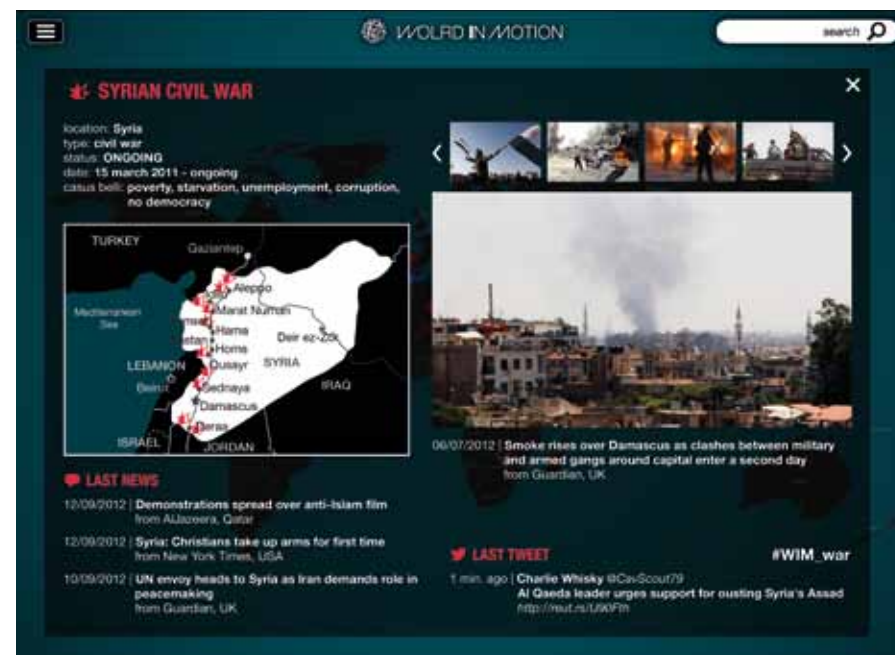 WOLRD IN MOTION
search
SYRIAN CIVIL WAR
location: Syria
type: civil war
status: ONGOING
date: 15 march 2011 - ongoing
casus belli: poverty, starvation, unemployment, corruption,
no democracy
TURKEY
Gaziantep
Aleppo
Mediterranean
Sea
Marat Numan
Hama
Deir ez-Zor
Homs
LEBANON
Qusayr
SYRIA
Beirut
Sednaya
IRAQ
Damascus
Deraa
ISRAEL
JORDAN
LAST NEWS
12/09/2012 | Demonstrations spread over anti-Islam film
from AlJazeera, Qatar
12/09/2012 | Syria: Christians take up arms for first time
from New York Times, USA
10/09/2012 | UN envoy heads to Syria as Iran demands role in
peacemaking
from Guardian, UK
06/07/2012 | Smoke rises over Damascus as clashes between military
and armed gangs around capital enter a second day
from Guardian, UK
LAST TWEET
#WIM_war
1 min. ago | Charlie Whisky @CavScout79
Al Qaeda leader urges support for ousting Syria's Assad